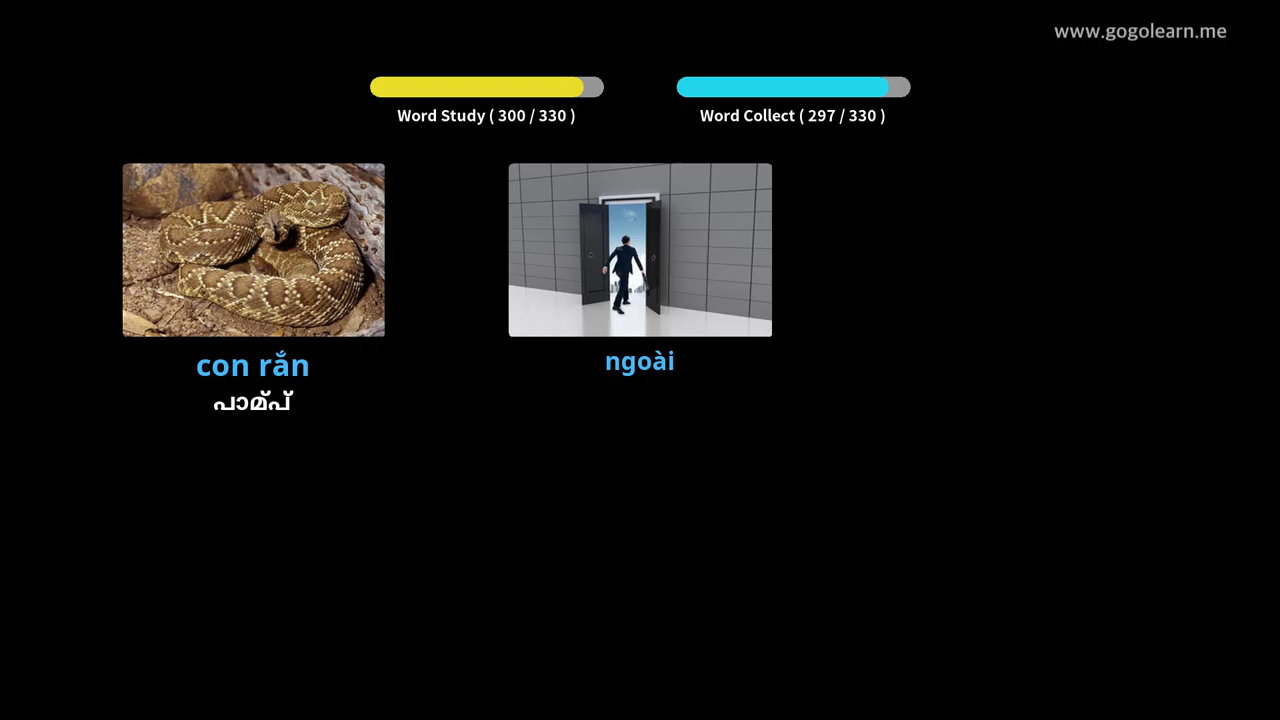 www.gogolearn.me
Word Study ( 300 / 330 )
Word Collect ( 297 / 330 )
con rắn
പാമ്പ്
ngoài